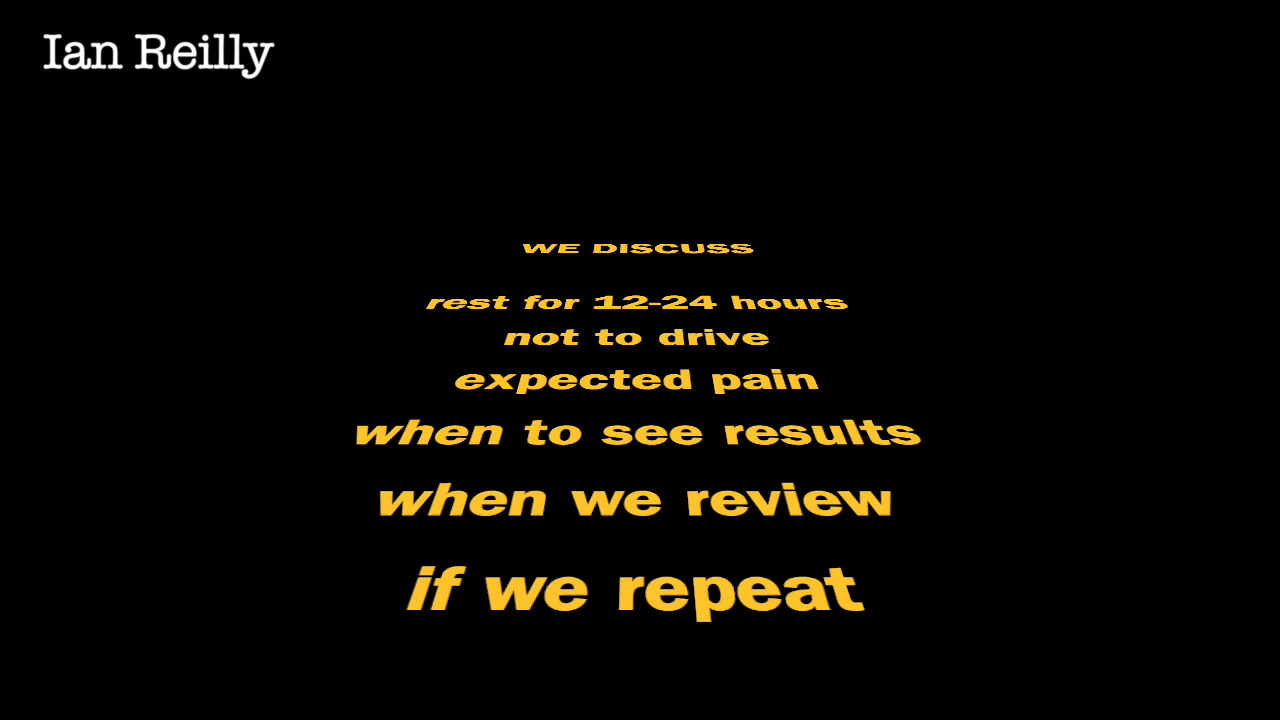 Ian Reilly
WE DISCUSS
rest for 12-24 hours
not to drive
expected pain
when to see results
when we review
if we repeat